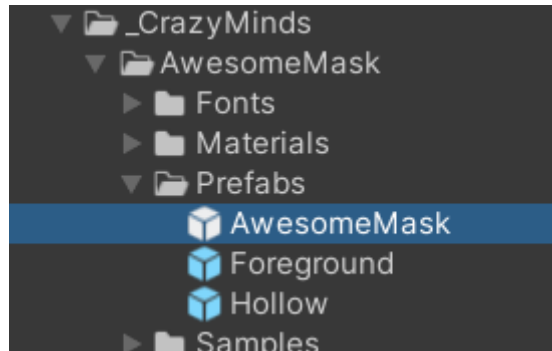 _CrazyMinds
AwesomeMask
Fonts
Materials
Prefabs
AwesomeMask
Foreground
Hollow
Samples